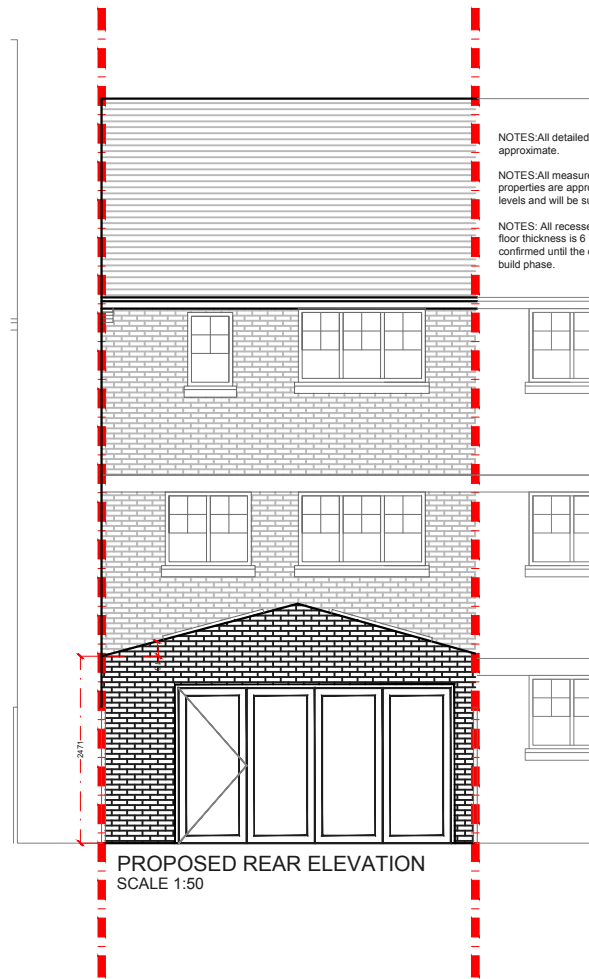 NOTES:All detailed
approximate.
NOTES:All measure
properties are appro
levels and will be su
NOTES: All recesse
floor thickness is 6
confirmed until the
build phase.
2471
PROPOSED REAR ELEVATION
SCALE 1:50